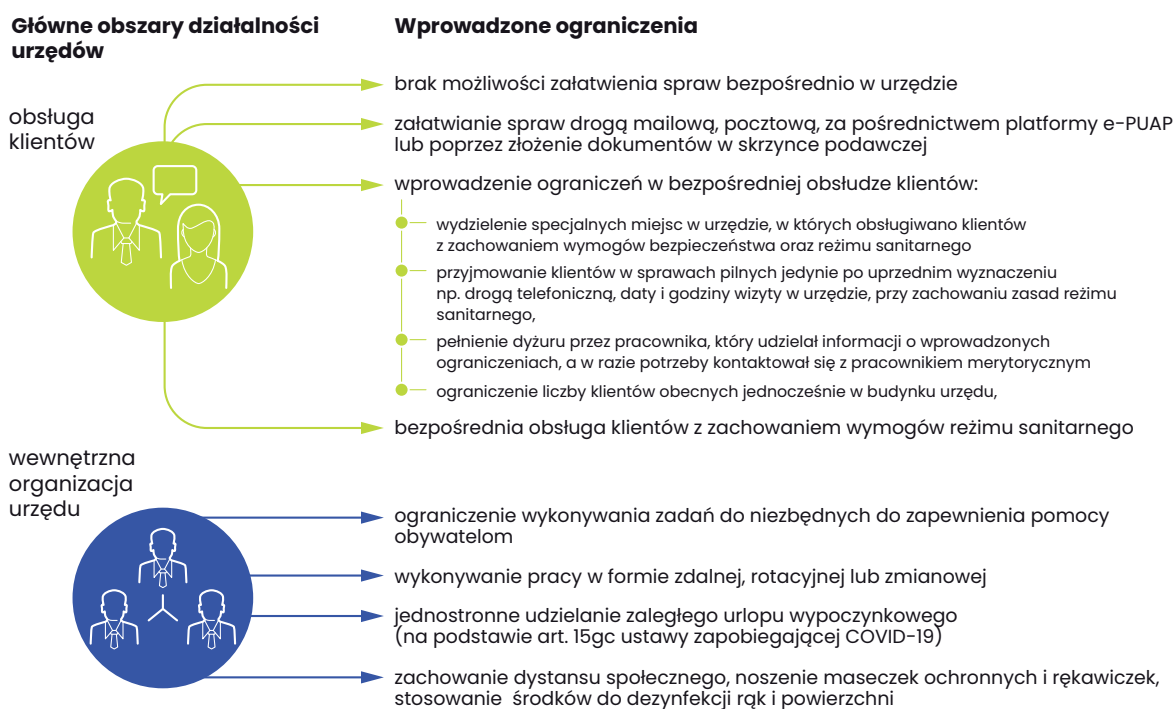 Główne obszary działalności
urzędów
Wprowadzone ograniczenia
obsługa
klientów
brak możliwości załatwienia spraw bezpośrednio w urzędzie
załatwianie spraw drogą mailową, pocztową, za pośrednictwem platformy e-PUAP
lub poprzez złożenie dokumentów w skrzynce podawczej
wprowadzenie ograniczeń w bezpośredniej obsłudze klientów:
wydzielenie specjalnych miejsc w urzędzie, w których obsługiwano klientów
z zachowaniem wymogów bezpieczeństwa oraz reżimu sanitarnego
przyjmowanie klientów w sprawach pilnych jedynie po uprzednim wyznaczeniu
np. drogą telefoniczną, daty i godziny wizyty w urzędzie, przy zachowaniu zasad reżimu
sanitarnego,
pełnienie dyżuru przez pracownika, który udzielał informacji o wprowadzonych
ograniczeniach, a w razie potrzeby kontaktował się z pracownikiem merytorycznym
ograniczenie liczby klientów obecnych jednocześnie w budynku urzędu,
bezpośrednia obsługa klientów z zachowaniem wymogów reżimu sanitarnego
wewnętrzna
organizacja
urzędu
ograniczenie wykonywania zadań do niezbędnych do zapewnienia pomocy
obywatelom
wykonywanie pracy w formie zdalnej, rotacyjnej lub zmianowej
jednostronne udzielanie zaległego urlopu wypoczynkowego
(na podstawie art. 15gc ustawy zapobiegającej COVID-19)
zachowanie dystansu społecznego, noszenie maseczek ochronnych i rękawiczek,
stosowanie środków do dezynfekcji rąk i powierzchni